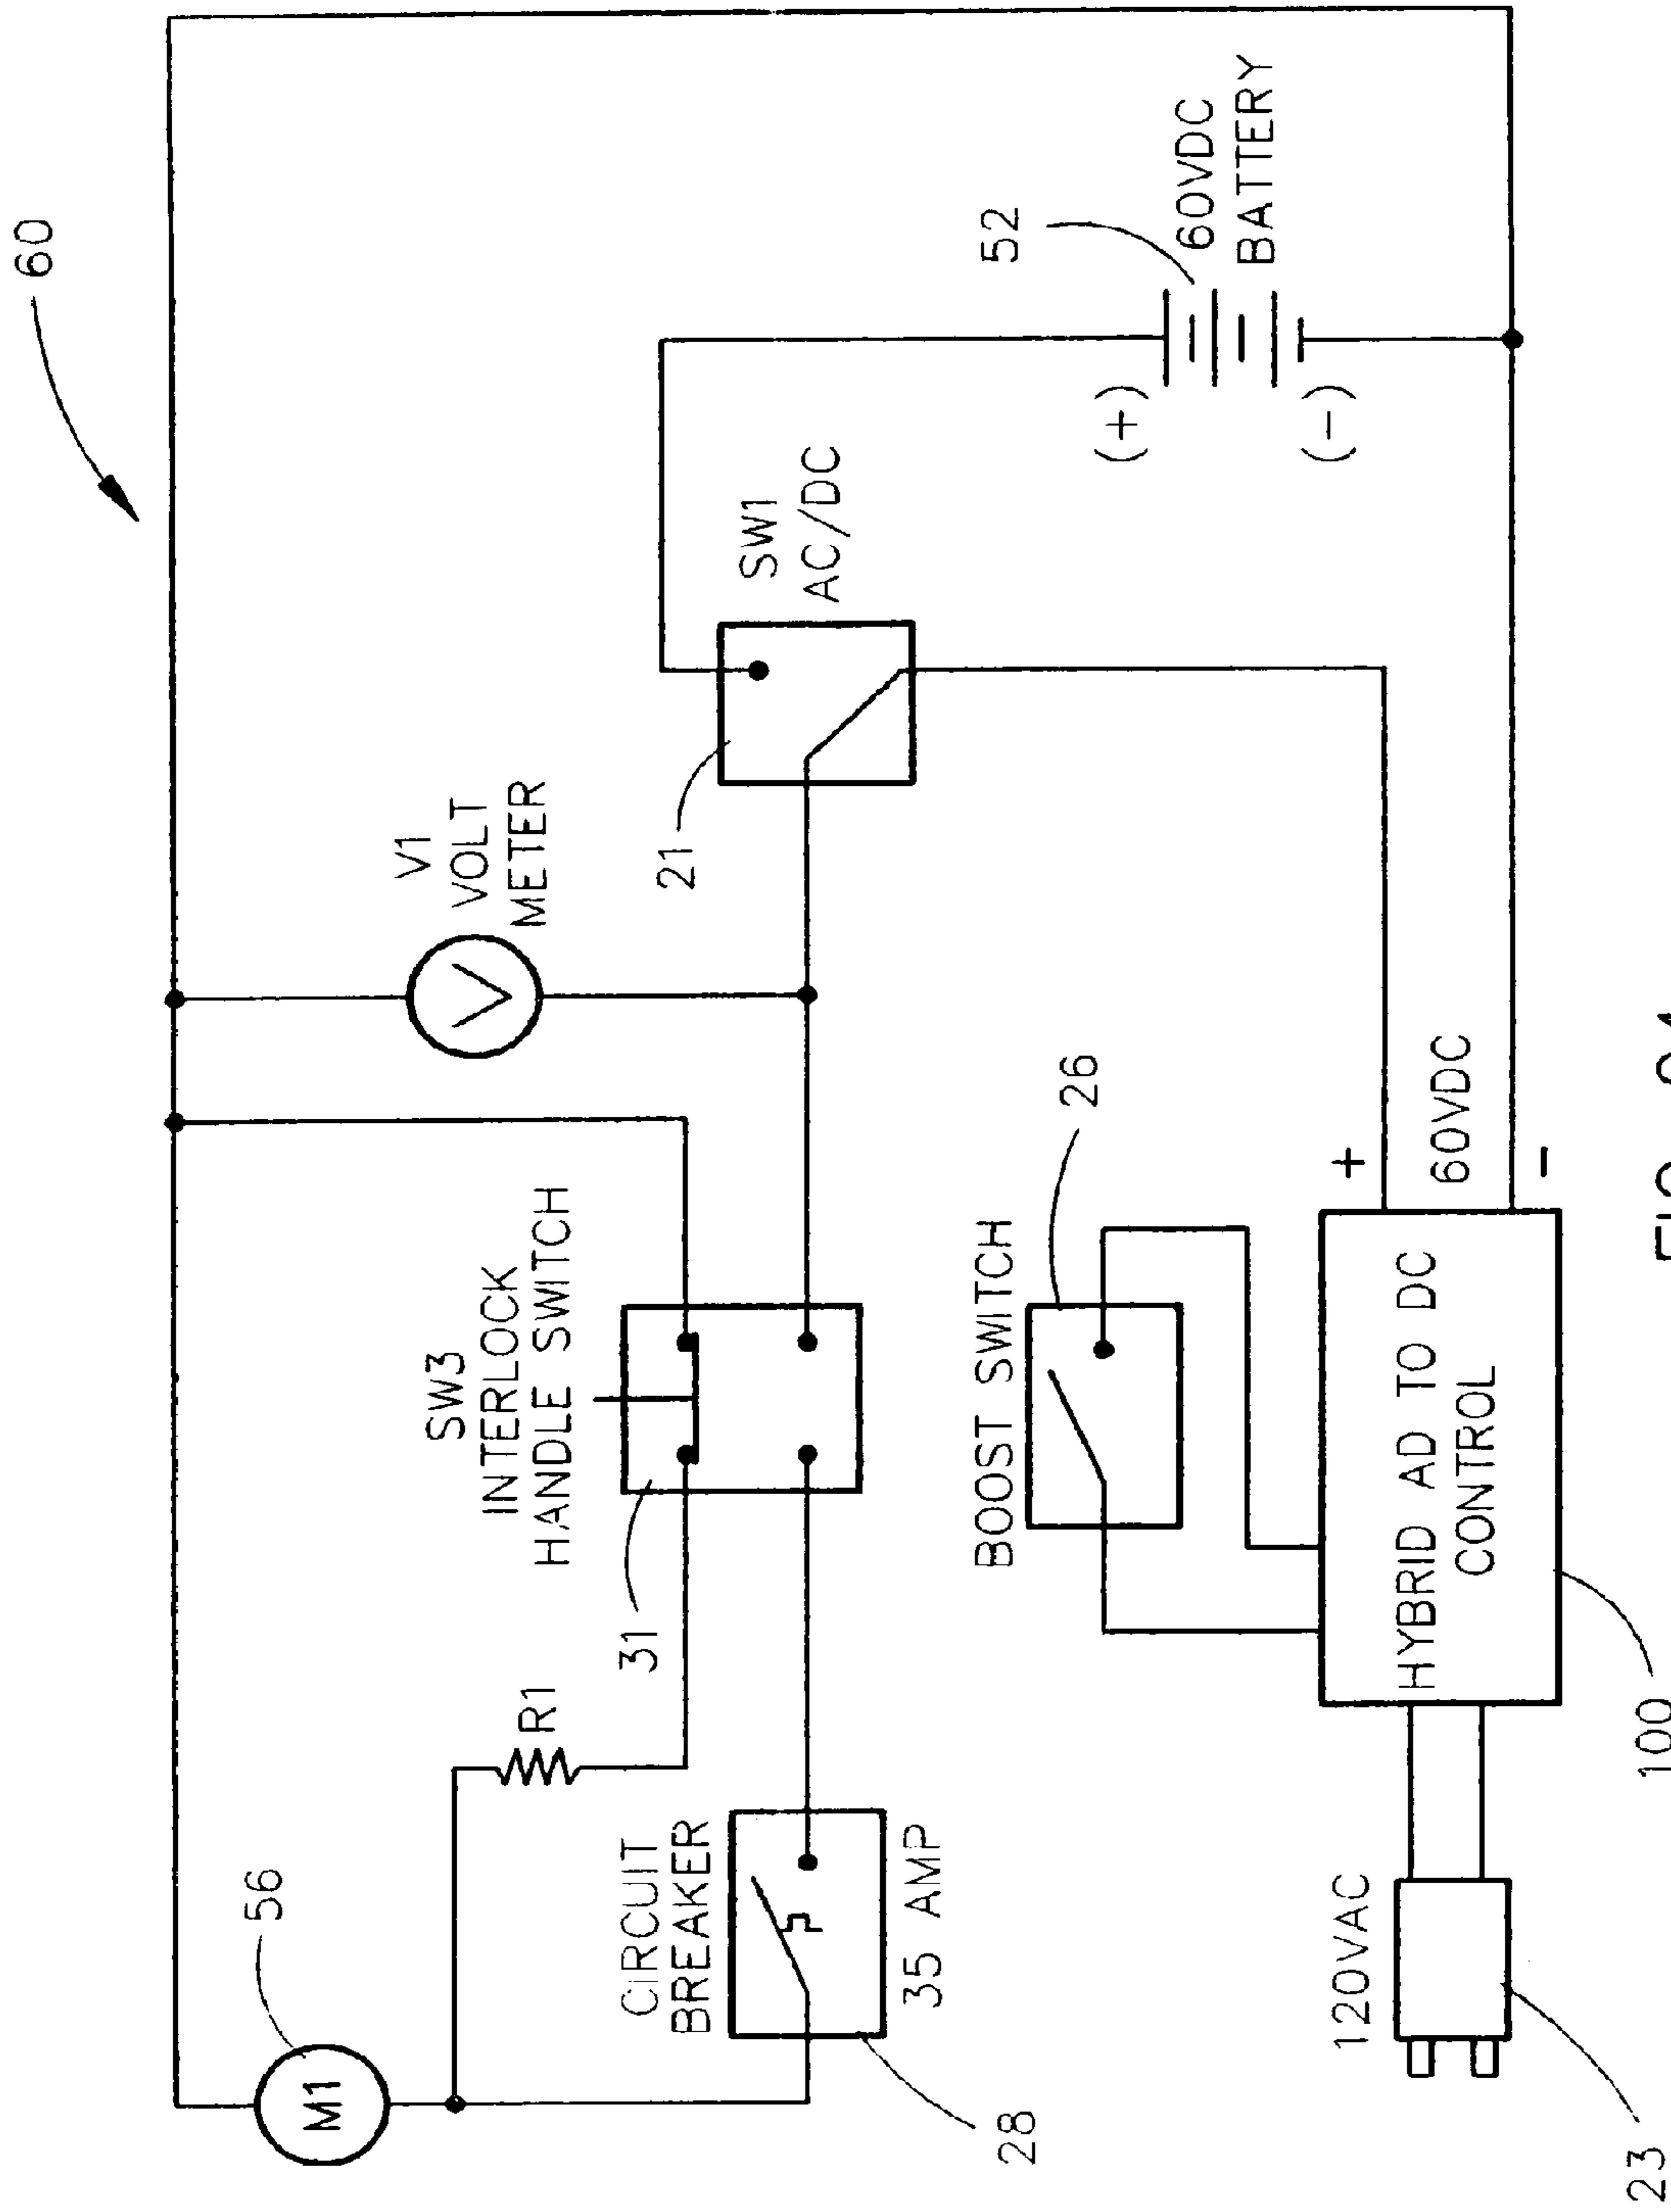 60
56
M1
R1
SW3
INTERLOCK
HANDLE SWITCH
V1
VOLT
METER
CIRCUIT
BREAKER
31
21
SW1
AC/DC
35 AMP
28
BOOST SWITCH
26
52
60VDC
BATTERY
(+)
(-)
120VAC
HYBRID AD TO DC
CONTROL
+
60VDC
-
23
100
FIG.